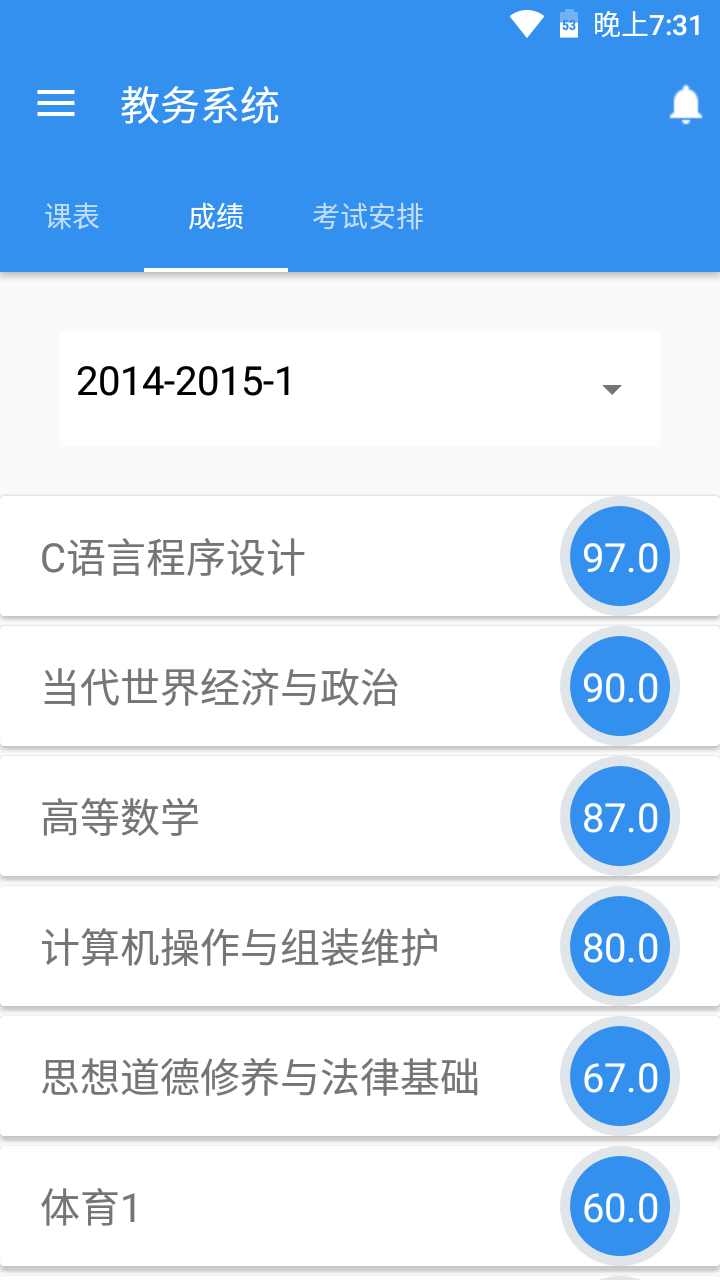 53 晚上7:31
教务系统
课表 成绩 考试安排
2014-2015-1
C语言程序设计 97.0
当代世界经济与政治 90.0
高等数学 87.0
计算机操作与组装维护 80.0
思想道德修养与法律基础 67.0
体育1 60.0